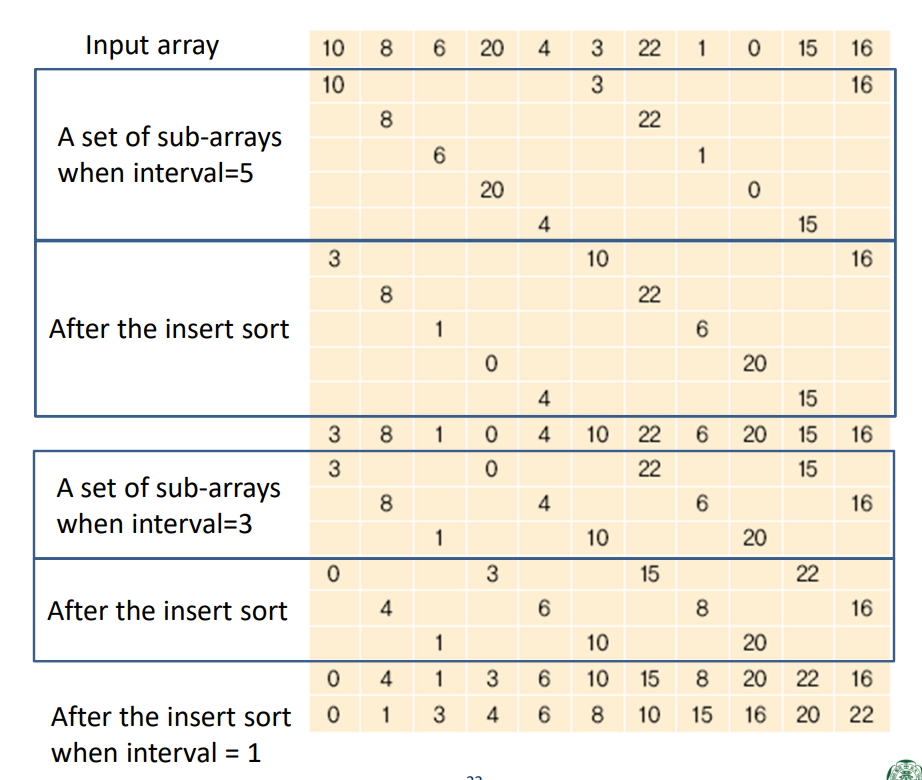 Input array 10 8 6 20 4 3 22 1 0 15 16
10 3 16
A set of sub-arrays
when interval=5
8 22
6 1
20 0
4 15
3 10 16
8 22
After the insert sort
1 6
0 20
4 15
3 8 1 0 4 10 22 6 20 15 16
A set of sub-arrays
when interval=3
3 0 22 15
8 4 6 16
1 10 20
0 3 15 22
After the insert sort
4 6 8 16
1 10 20
0 4 1 3 6 10 15 8 20 22 16
After the insert sort
when interval = 1
0 1 3 4 6 8 10 15 16 20 22